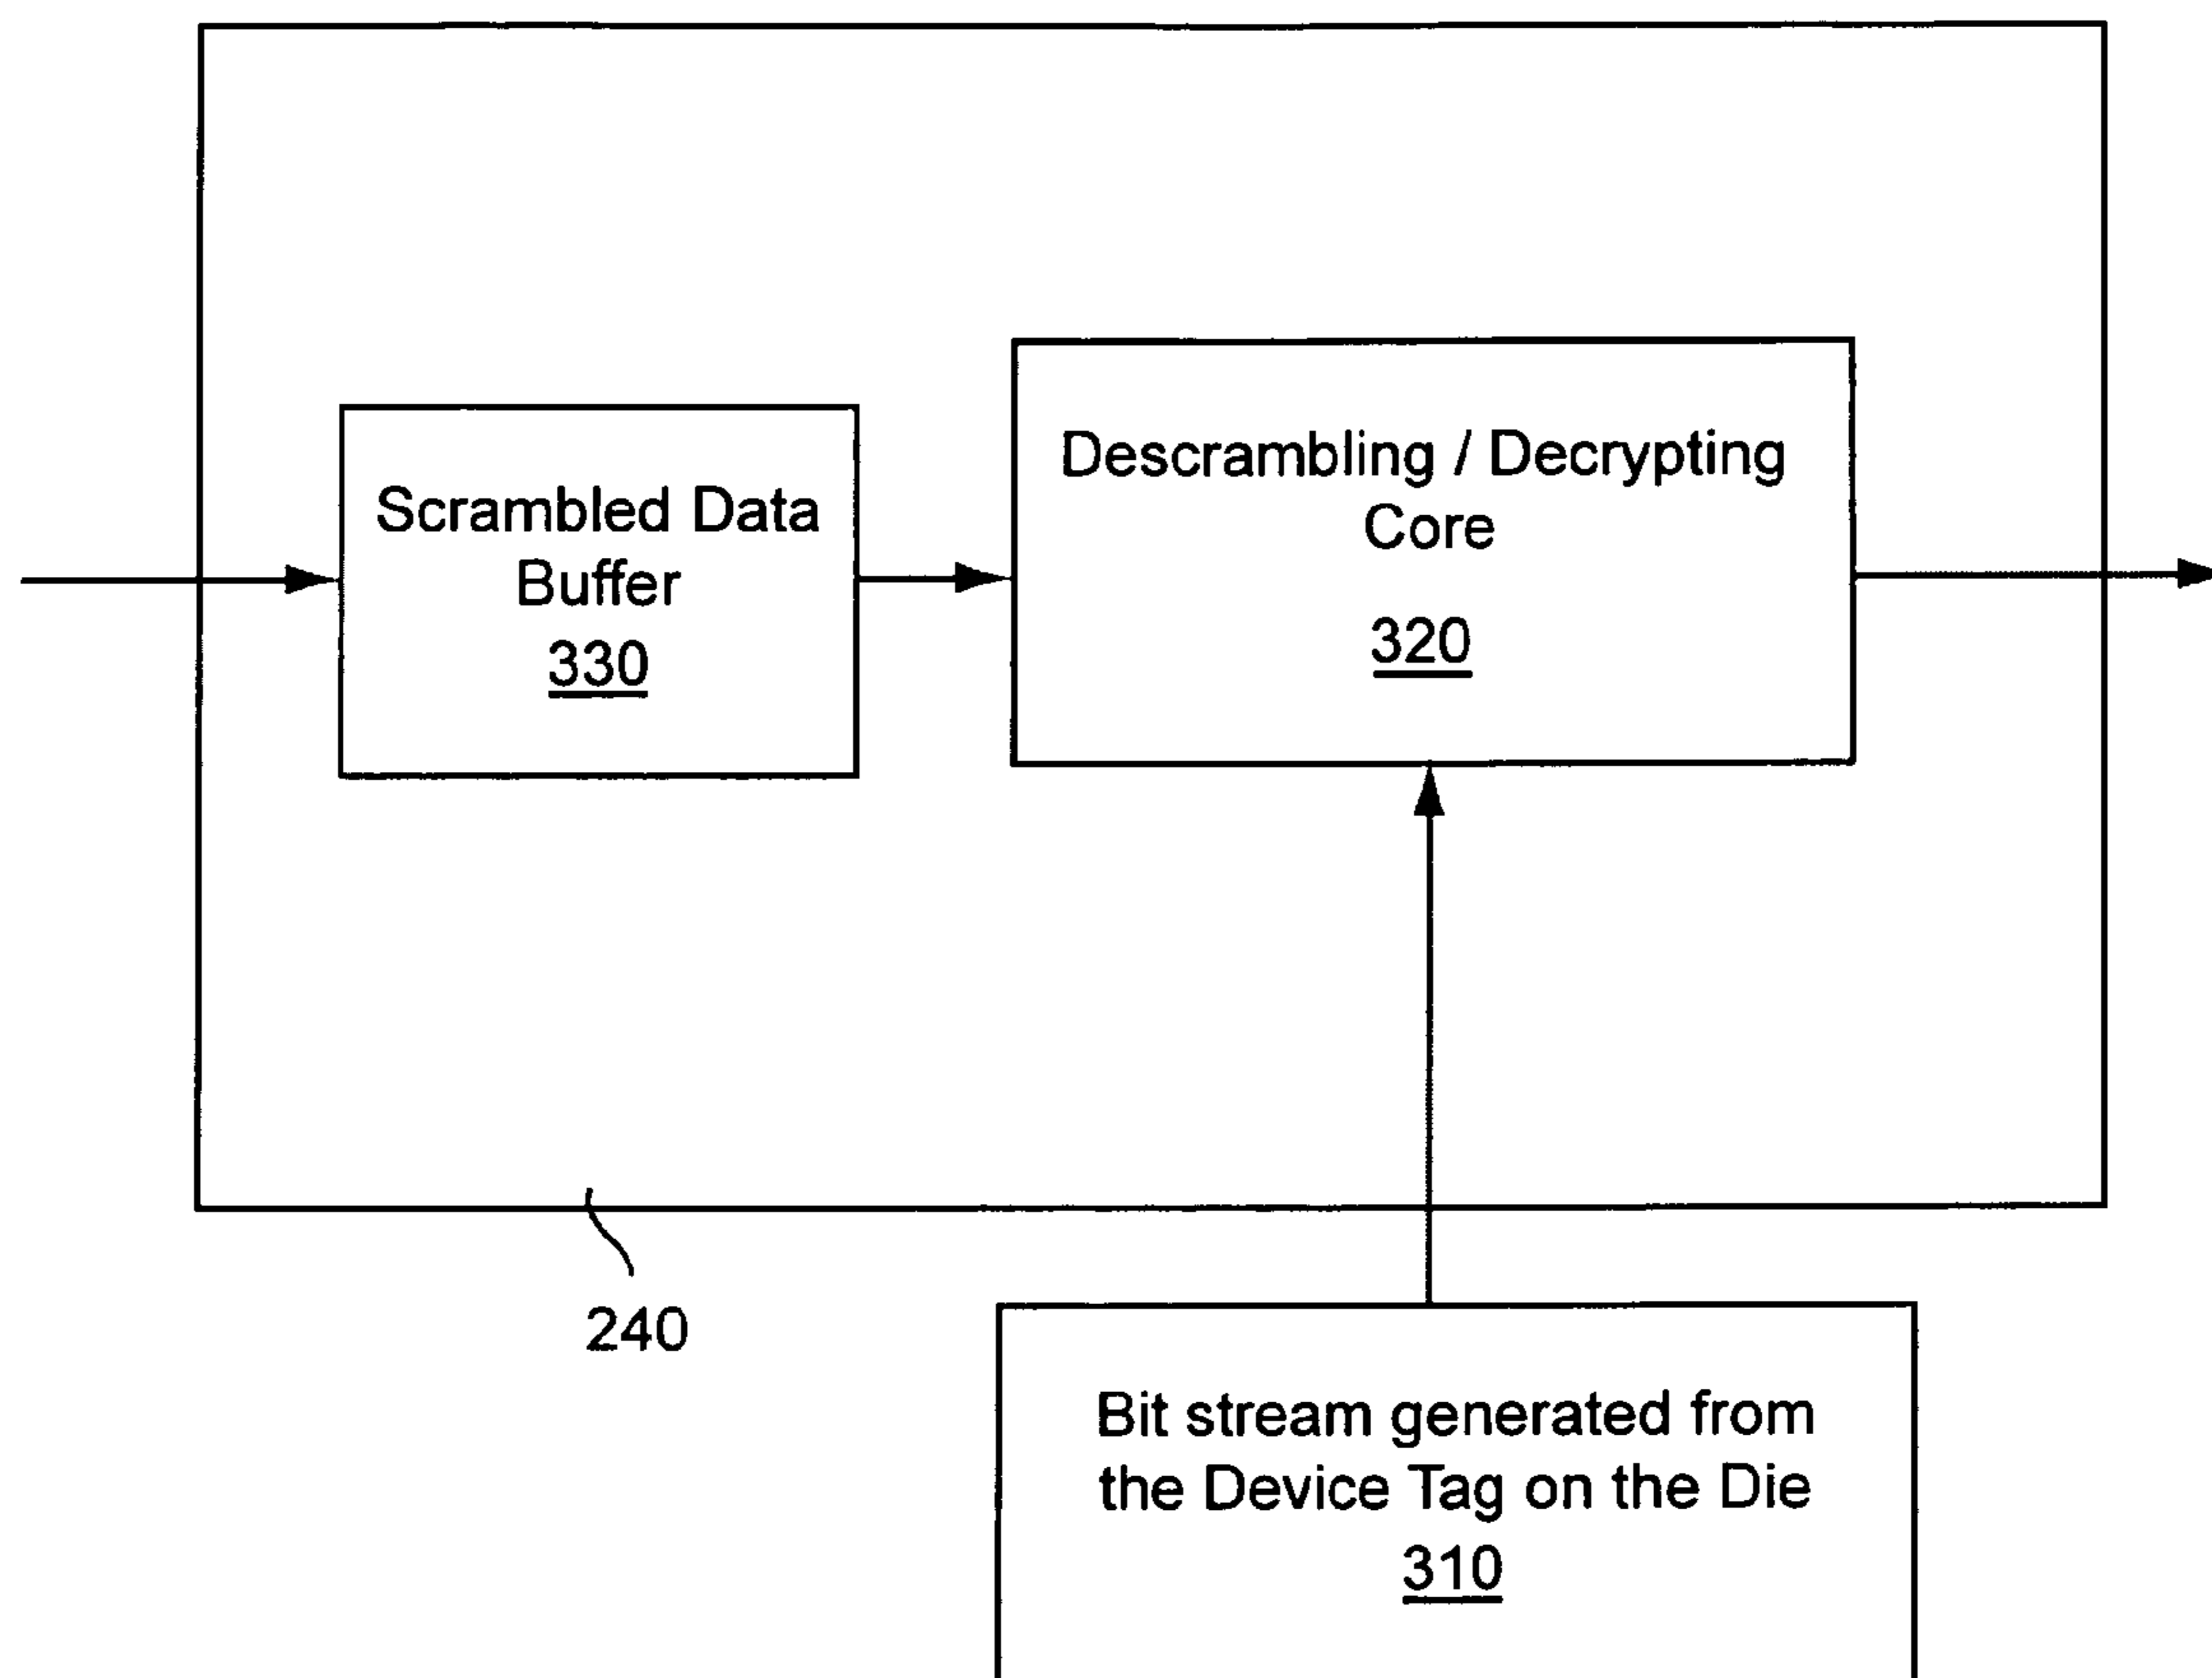 Scrambled Data
Buffer
330
Descrambling / Decrypting
Core
320
240
Bit stream generated from
the Device Tag on the Die
310